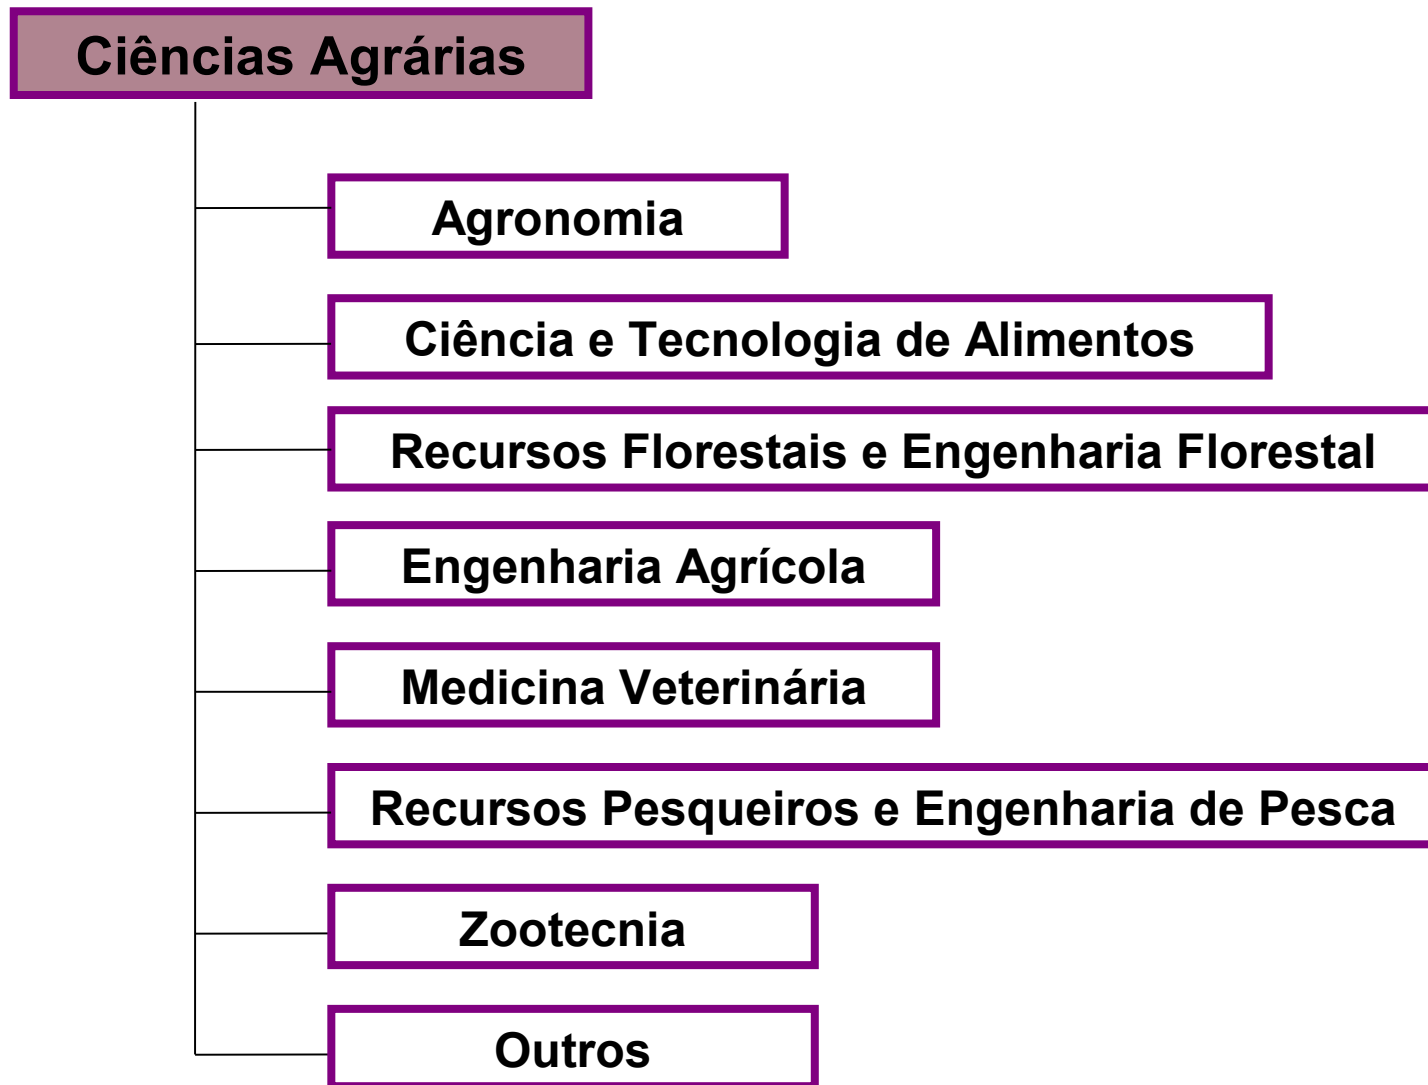 Ciências Agrárias
Agronomia
Ciência e Tecnologia de Alimentos
Recursos Florestais e Engenharia Florestal
Engenharia Agrícola
Medicina Veterinária
Recursos Pesqueiros e Engenharia de Pesca
Zootecnia
Outros